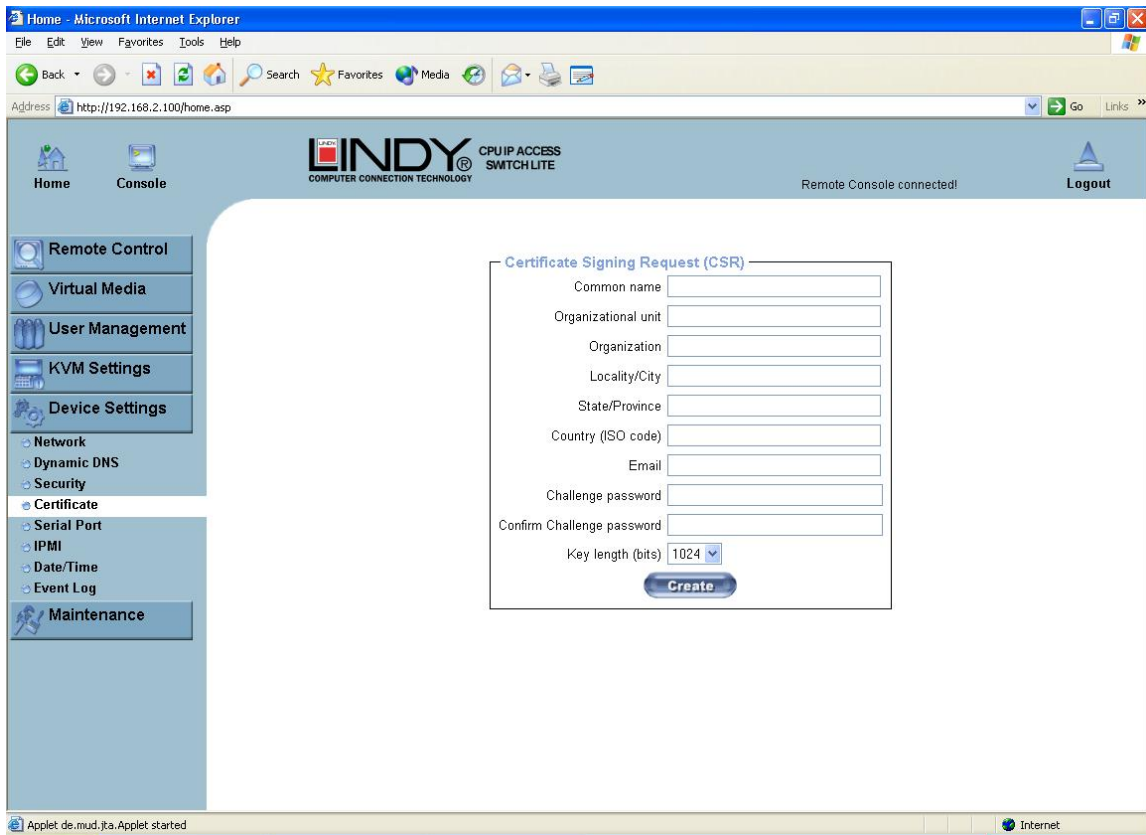 Home - Microsoft Internet Explorer
File Edit View Favorites Tools Help
Back Search Favorites Media
Address http://192.168.2.100/home.asp Go Links »
Home Console
LINDY LINDY ®
COMPUTER CONNECTION TECHNOLOGY
CPU IP ACCESS
SWITCH LITE
Remote Console connected!
Logout
Remote Control
Virtual Media
User Management
KVM Settings
Device Settings
Network
Dynamic DNS
Security
Certificate
Serial Port
IPMI
Date/Time
Event Log
Maintenance
Certificate Signing Request (CSR)
Common name
Organizational unit
Organization
Locality/City
State/Province
Country (ISO code)
Email
Challenge password
Confirm Challenge password
Key length (bits) 1024
Create
Applet de.mud.jta.Applet started Internet